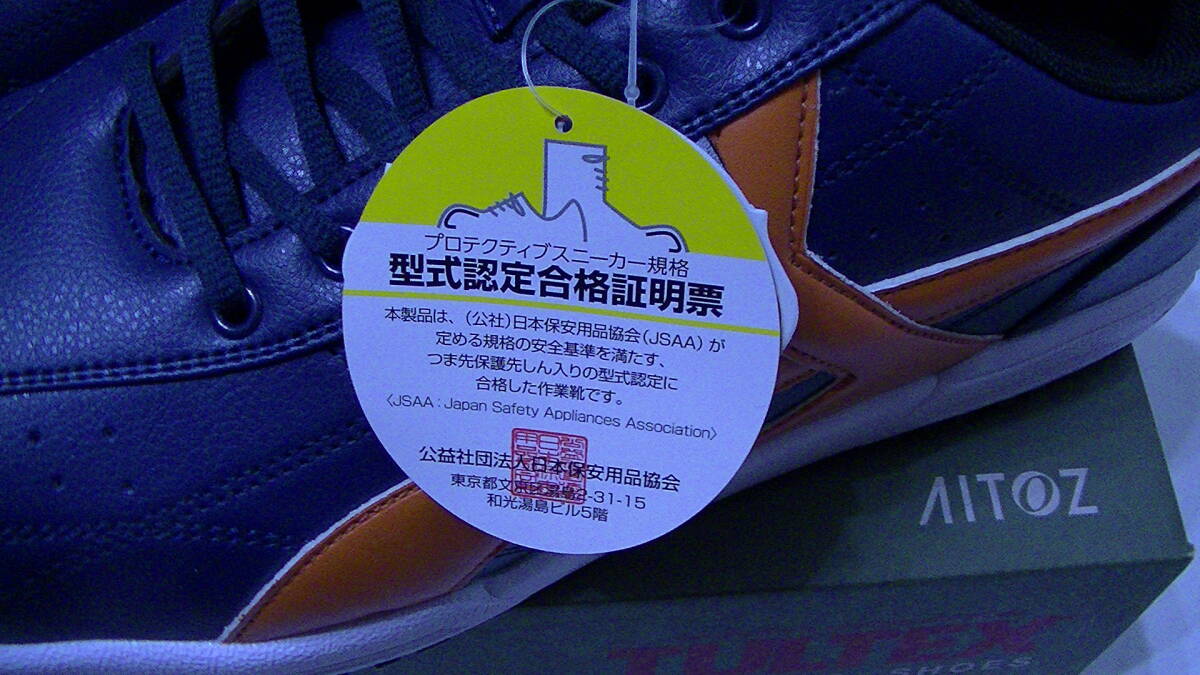 プロテクティブスニーカー規格
型式認定合格証明票
本製品は、(公社)日本保安用品協会(JSAA)が
定める規格の安全基準を満たす、
つま先保護先しん入りの型式認定に
合格した作業靴です。
〈JSAA:Japan Safety Appliances Association〉
公益社団法人日本保安用品協会
東京都文京区湯島2-31-15
和光湯島ビル5階
AITOZ
TULTEX
SHOES